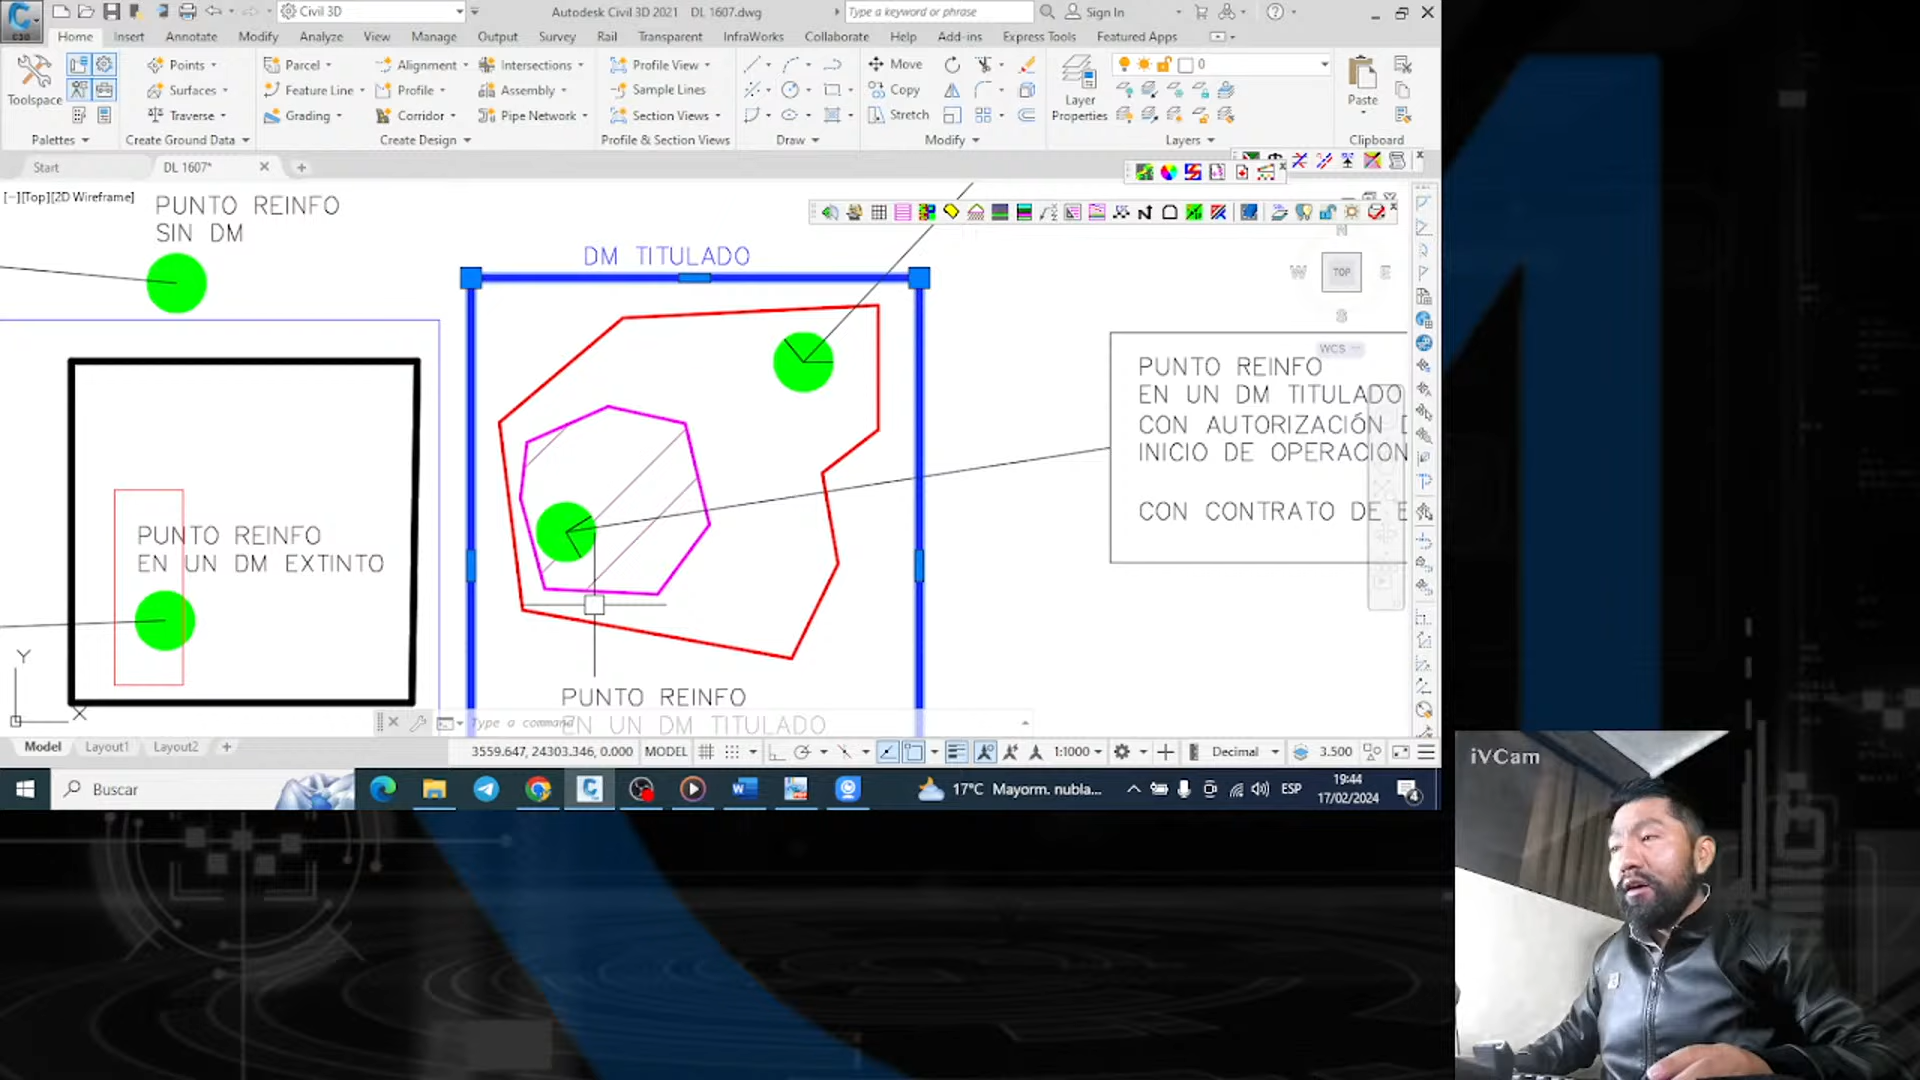 Civil 3D
Autodesk Civil 3D 2021 DL 1607.dwg
Type a keyword or phrase
Sign In
Home Insert Annotate Modify Analyze View Manage Output Survey Rail Transparent InfraWorks Collaborate Help Add-ins Express Tools Featured Apps
Toolspace
Palettes
Points
Surfaces
Traverse
Create Ground Data
Parcel
Feature Line
Grading
Alignment
Profile
Corridor
Intersections
Assembly
Pipe Network
Create Design
Profile View
Sample Lines
Section Views
Profile & Section Views
Draw
Move
Copy
Stretch
Modify
Layer
Properties
0
Layers
Paste
Clipboard
Start
DL 1607*
[−][Top][2D Wireframe]
PUNTO REINFO
SIN DM
DM TITULADO
W TOP E
S
WCS
PUNTO REINFO
EN UN DM TITULADO
CON AUTORIZACIÓN
INICIO DE OPERACION
CON CONTRATO DE E
PUNTO REINFO
EN UN DM EXTINTO
Y
X
PUNTO REINFO
EN UN DM TITULADO
Type a command
Model Layout1 Layout2
3559.647, 24303.346, 0.000 MODEL 1:1000 Decimal 3.500
Buscar
17°C Mayorm. nubla...
ESP
19:44
17/02/2024
4
iVCam